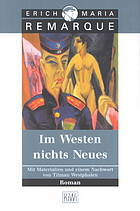 ERICH MARIA
REMARQUE
Im Westen
nichts Neues
Mit Materialien und einem Nachwort
von Tilman Westphalen
Roman
KiWi